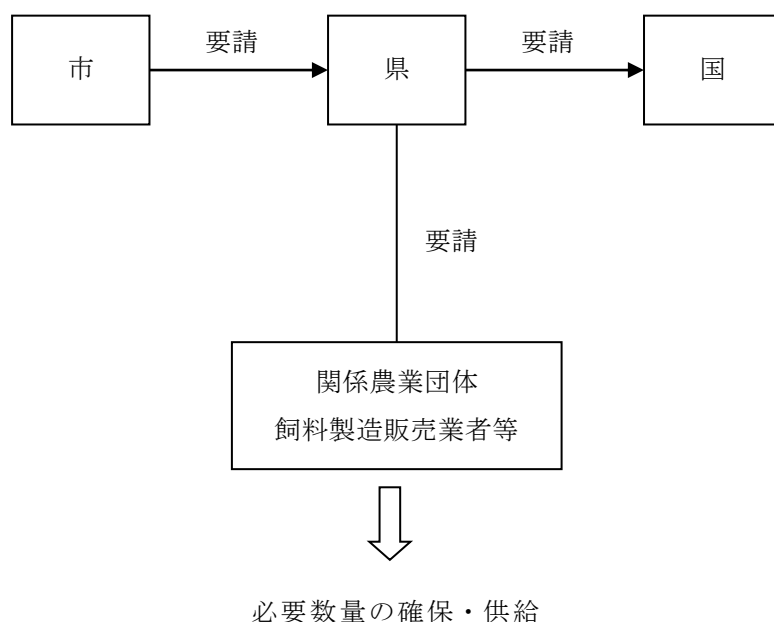 要請
要請
市
県
国
要請
関係農業団体
飼料製造販売業者等
必要数量の確保・供給